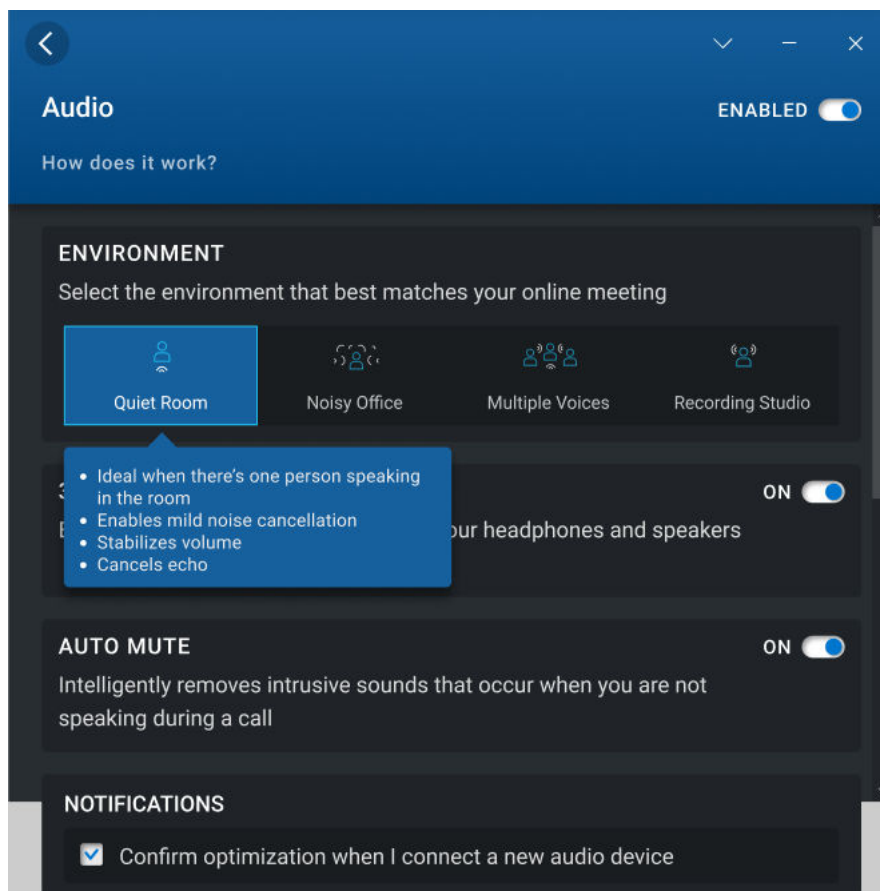 Audio
ENABLED
How does it work?
ENVIRONMENT
Select the environment that best matches your online meeting
Quiet Room
Noisy Office
Multiple Voices
Recording Studio
• Ideal when there’s one person speaking
in the room
• Enables mild noise cancellation
• Stabilizes volume
• Cancels echo
ON
headphones and speakers
AUTO MUTE
ON
Intelligently removes intrusive sounds that occur when you are not
speaking during a call
NOTIFICATIONS
Confirm optimization when I connect a new audio device